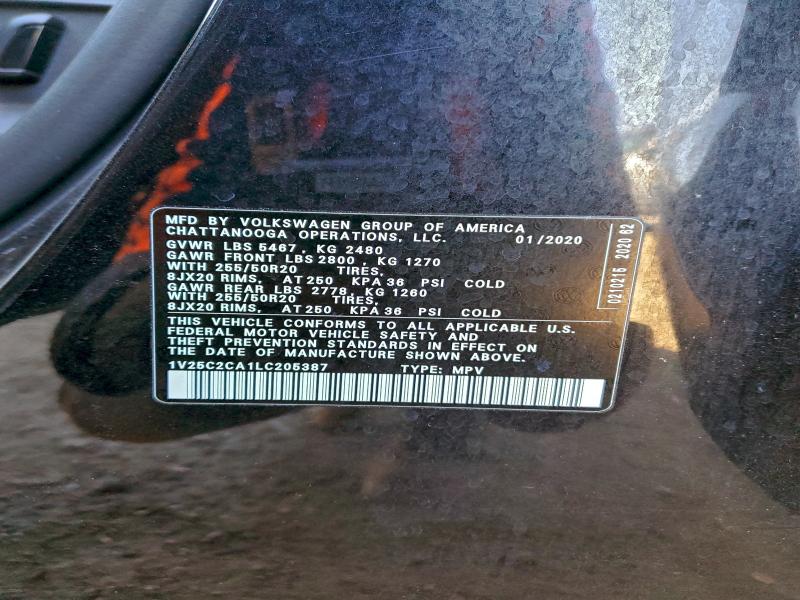 MFD BY VOLKSWAGEN GROUP OF AMERICA
CHATTANOOGA OPERATIONS, LLC. 01/2020
GVWR LBS 5467, KG 2480
GAWR FRONT LBS 2800, KG 1270
WITH 255/50R20 TIRES,
8JX20 RIMS, AT 250 KPA 36 PSI COLD
GAWR REAR LBS 2778, KG 1260
WITH 255/50R20 TIRES,
8JX20 RIMS, AT 250 KPA 36 PSI COLD
THIS VEHICLE CONFORMS TO ALL APPLICABLE U.S.
FEDERAL MOTOR VEHICLE SAFETY AND
THEFT PREVENTION STANDARDS IN EFFECT ON
THE DATE OF MANUFACTURE SHOWN ABOVE.
1V25C2CA1LC205387 TYPE: MPV
0210216 2020 62